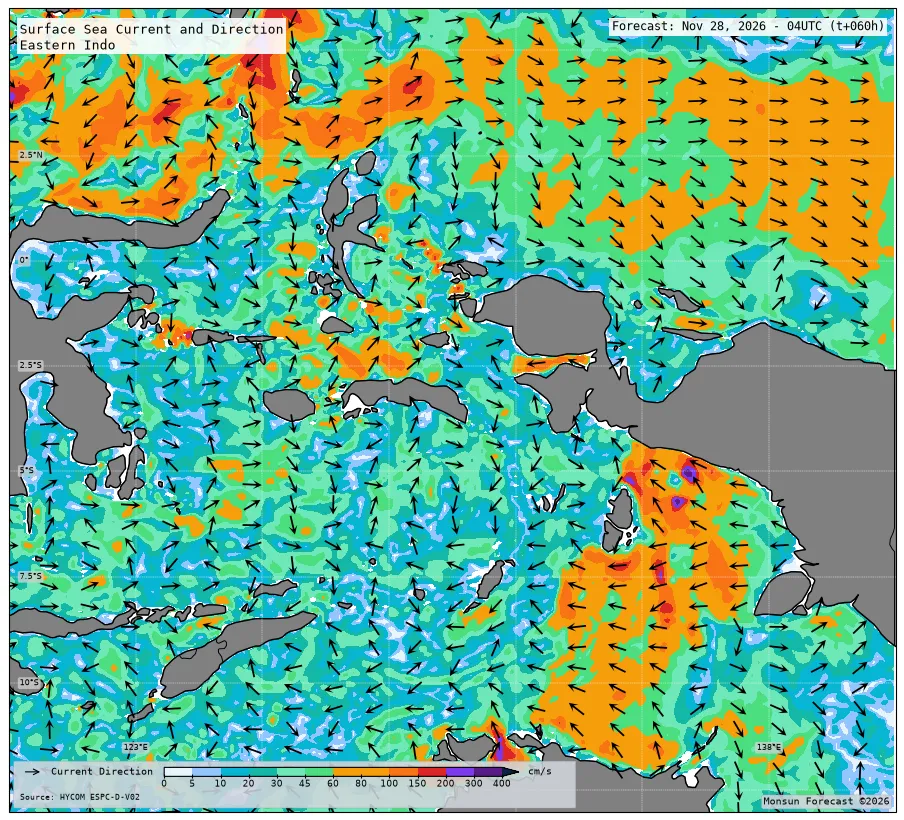 Surface Sea Current and Direction
Eastern Indo
Forecast: Nov 28, 2026 - 04UTC (t+060h)
2.5°N
0°
2.5°S
5°S
7.5°S
10°S
123°E
138°E
Current Direction
0 5 10 20 30 45 60 80 100 150 200 300 400
cm/s
Source: HYCOM ESPC-D-V02
Monsun Forecast ©2026